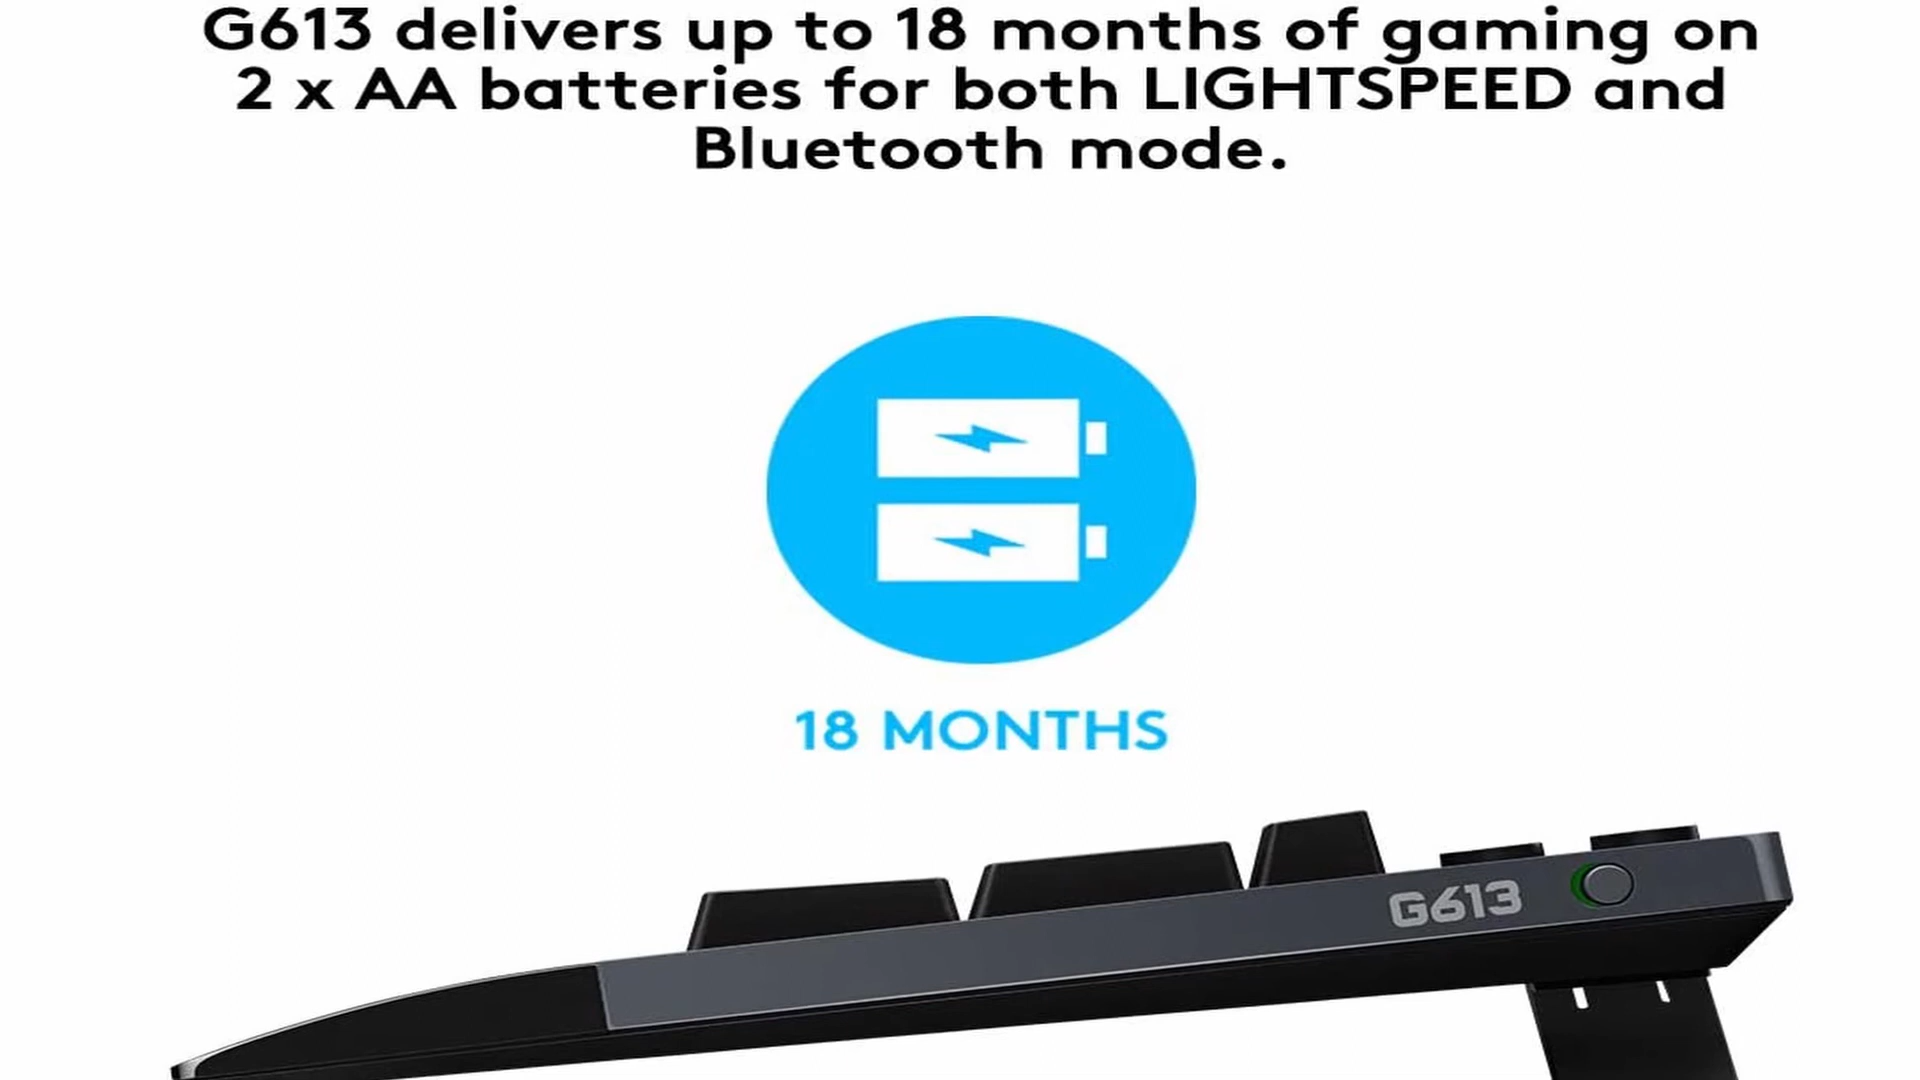 G613 delivers up to 18 months of gaming on
2 x AA batteries for both LIGHTSPEED and
Bluetooth mode.
18 MONTHS
G613